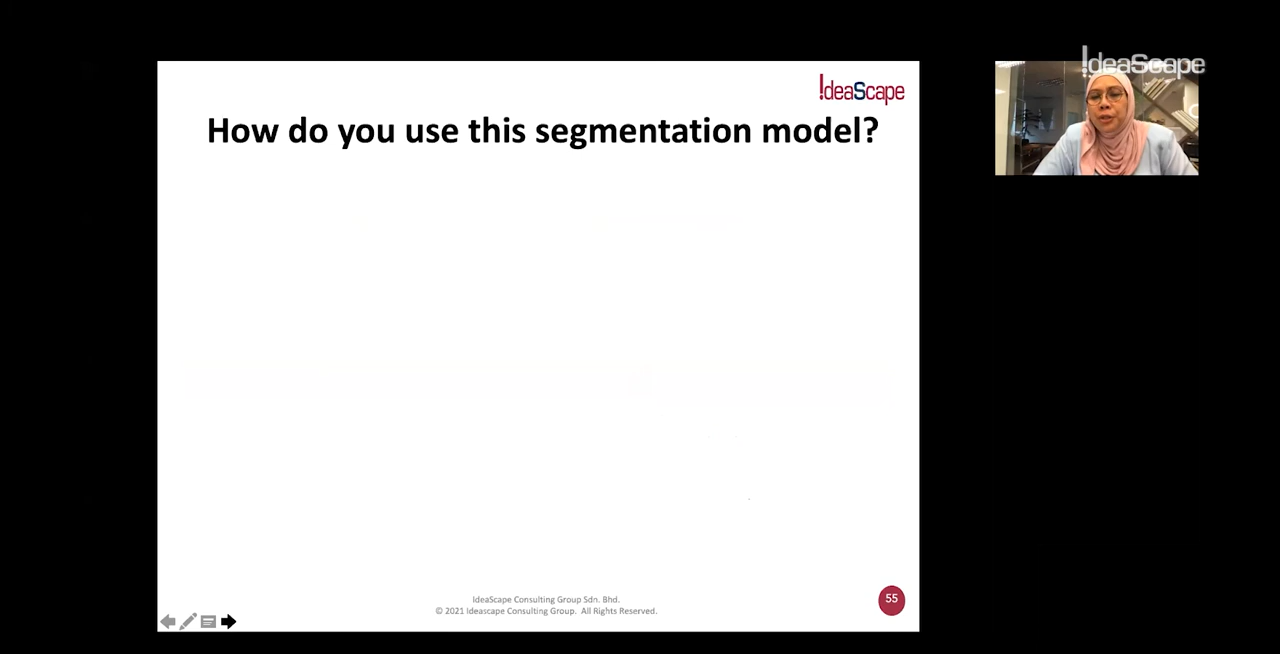 IdeaScape
IdeaScape
How do you use this segmentation model?
IdeaScape Consulting Group Sdn. Bhd.
© 2021 Ideascape Consulting Group. All Rights Reserved.
55